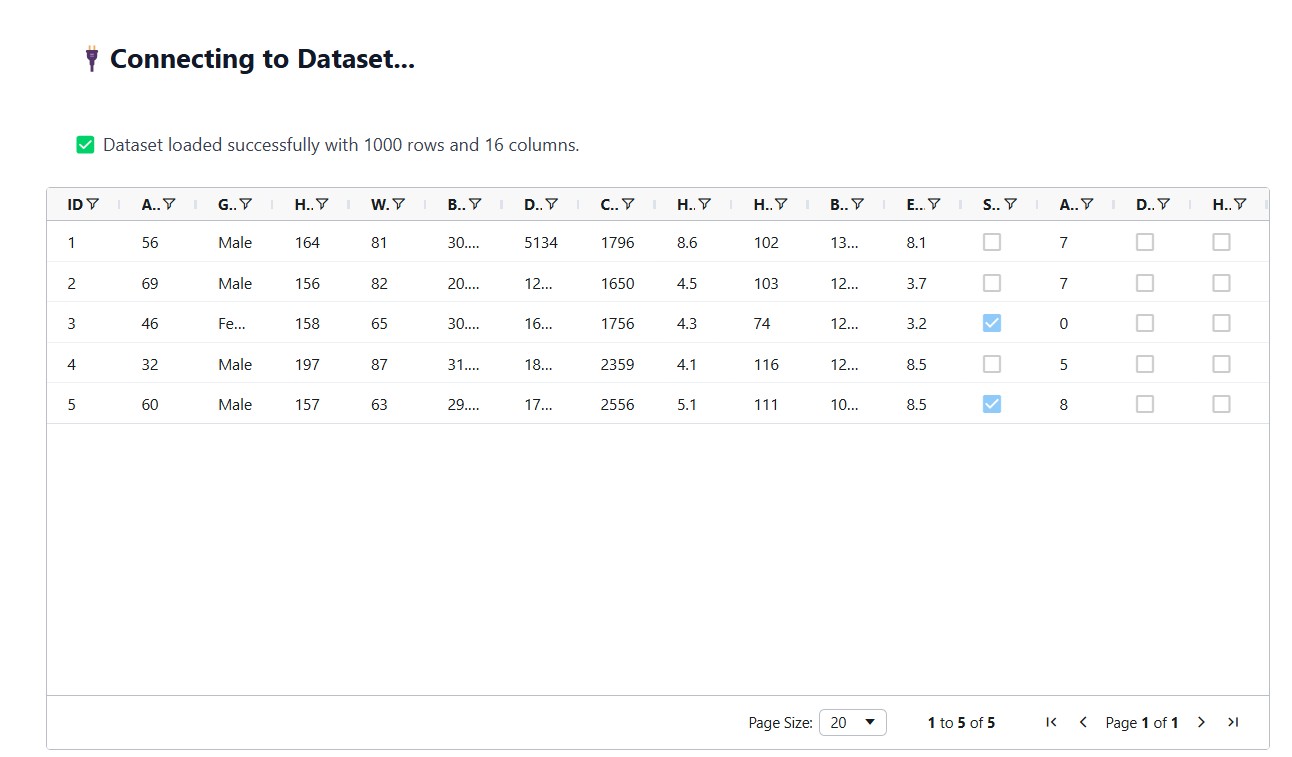 Connecting to Dataset...
Dataset loaded successfully with 1000 rows and 16 columns.
ID A.. G.. H.. W. B.. D.. C.. H.. H.. B.. E.. S.. A.. D.. H..
1 56 Male 164 81 30.... 5134 1796 8.6 102 13... 8.1 7
2 69 Male 156 82 20.... 12... 1650 4.5 103 12... 3.7 7
3 46 Fe... 158 65 30.... 16... 1756 4.3 74 12... 3.2 0
4 32 Male 197 87 31.... 18... 2359 4.1 116 12... 8.5 5
5 60 Male 157 63 29.... 17... 2556 5.1 111 10... 8.5 8
Page Size: 20 1 to 5 of 5 Page 1 of 1